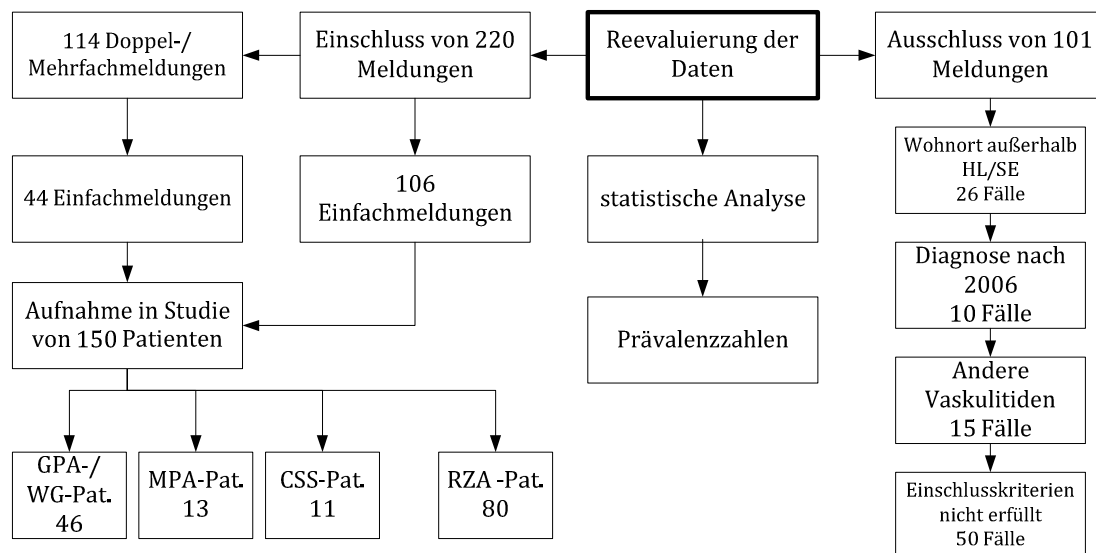 114 Doppel-/
Mehrfachmeldungen
Einschluss von 220
Meldungen
Reevaluierung der
Daten
Ausschluss von 101
Meldungen
44 Einfachmeldungen
106
Einfachmeldungen
statistische Analyse
Wohnort außerhalb
HL/SE
26 Fälle
Aufnahme in Studie
von 150 Patienten
Prävalenzzahlen
Diagnose nach
2006
10 Fälle
Andere
Vaskulitiden
15 Fälle
GPA-/
WG-Pat.
46
MPA-Pat.
13
CSS-Pat.
11
RZA -Pat.
80
Einschlusskriterien
nicht erfüllt
50 Fälle